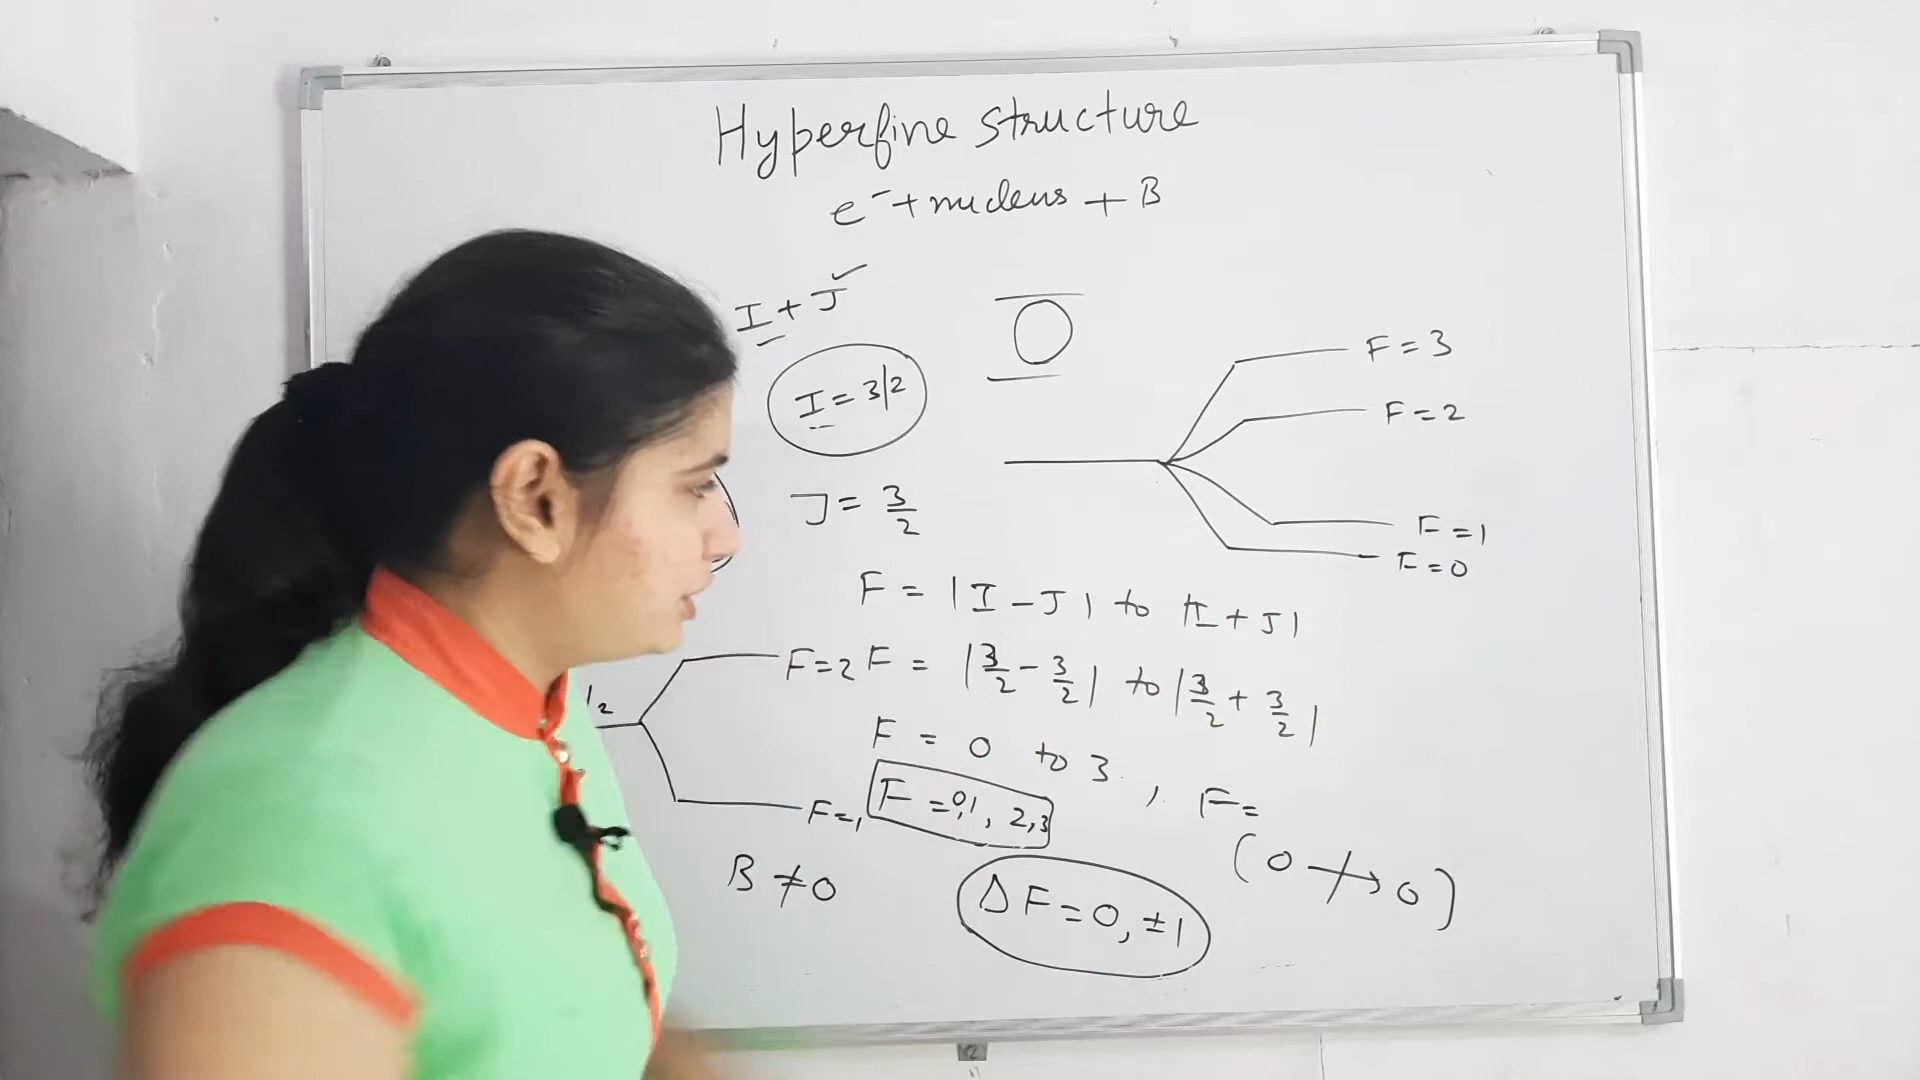 Hyperfine structure
e⁻ + nucleus + B
I + J
I = 3/2
J = 3/2
F = 3
F = 2
F = 1
F = 0
F = |I - J| to |I + J|
F = |3/2 - 3/2| to |3/2 + 3/2|
F = 0 to 3 , F =
F = 0,1, 2,3
F=2
F=1
B ≠ 0
ΔF = 0, ±1
(0 ↛ 0)